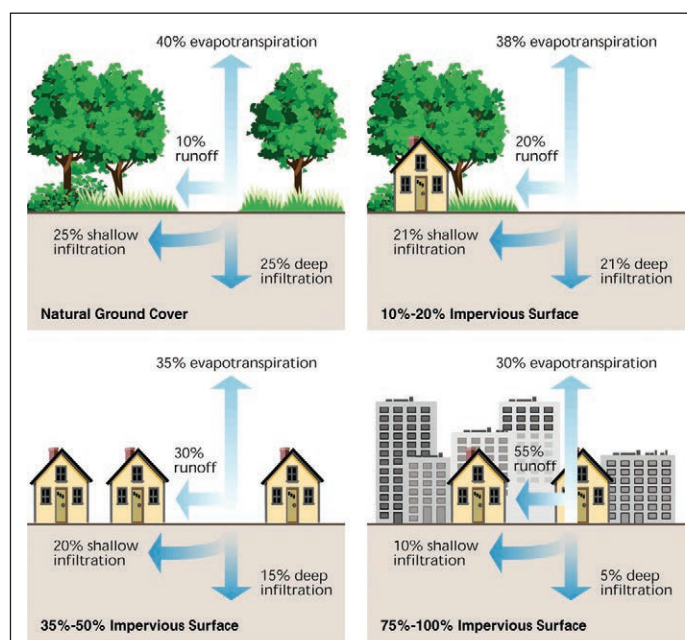 40% evapotranspiration
10%
runoff
25% shallow
infiltration
25% deep
infiltration
Natural Ground Cover
38% evapotranspiration
20%
runoff
21% shallow
infiltration
21% deep
infiltration
10%-20% Impervious Surface
35% evapotranspiration
30%
runoff
20% shallow
infiltration
15% deep
infiltration
35%-50% Impervious Surface
30% evapotranspiration
55%
runoff
10% shallow
infiltration
5% deep
infiltration
75%-100% Impervious Surface